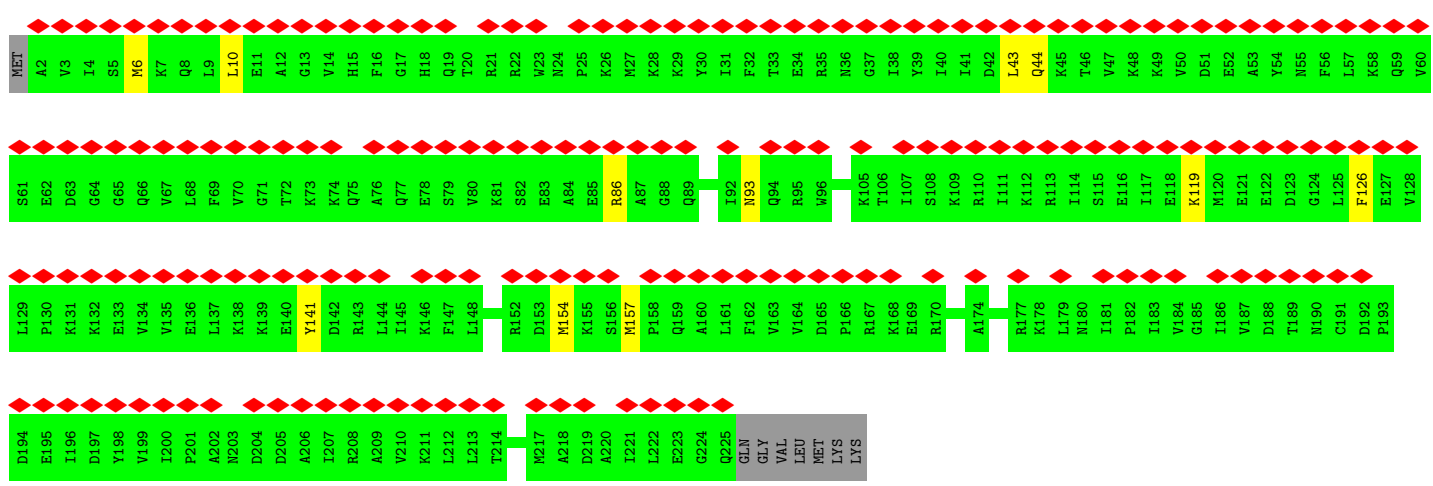 MET A2 V3 I4 S5 M6 K7 Q8 L9 L10 E11 A12 G13 V14 H15 F16 G17 H18 Q19 T20 R21 R22 W23 N24 P25 K26 M27 K28 K29 Y30 I31 F32 T33 E34 R35 N36 G37 I38 Y39 I40 I41 D42 L43 Q44 K45 T46 V47 K48 K49 V50 D51 E52 A53 Y54 N55 F56 L57 K58 Q59 V60
S61 E62 D63 G64 G65 Q66 V67 L68 F69 V70 G71 T72 K73 K74 Q75 A76 Q77 E78 S79 V80 K81 S82 E83 A84 E85 R86 A87 G88 Q89 I92 N93 Q94 R95 W96 K105 T106 I107 S108 K109 R110 I111 K112 R113 I114 S115 E116 I117 E118 K119 M120 E121 E122 D123 G124 L125 F126 E127 V128
L129 P130 K131 K132 E133 V134 V135 E136 L137 K138 K139 E140 Y141 D142 R143 L144 I145 K146 F147 L148 R152 D153 M154 K155 S156 M157 P158 Q159 A160 L161 F162 V163 V164 D165 P166 R167 K168 E169 R170 A174 R177 K178 L179 N180 I181 P182 I183 V184 G185 I186 V187 D188 T189 N190 C191 D192 P193
D194 E195 I196 D197 Y198 V199 I200 P201 A202 N203 D204 D205 A206 I207 R208 A209 V210 K211 L212 L213 T214 M217 A218 D219 A220 I221 L222 E223 G224 Q225 GLN GLY VAL LEU MET LYS LYS